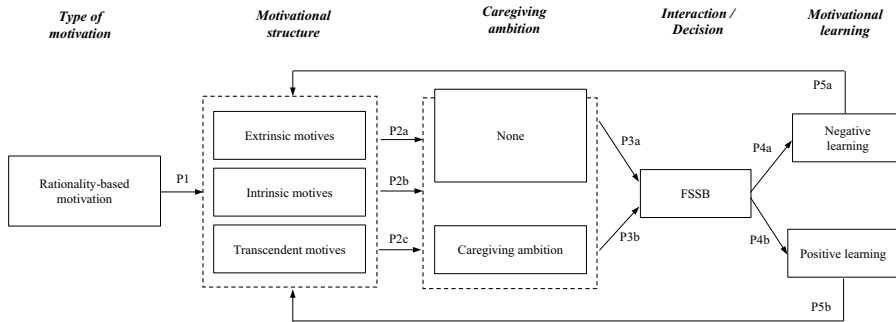 Type of
motivation
Motivational
structure
Caregiving
ambition
Interaction /
Decision
Motivational
learning
P5a
Extrinsic motives
P2a
None
P3a
P4a
Negative
learning
Rationality-based
motivation
P1
Intrinsic motives
P2b
FSSB
Transcendent motives
P2c
Caregiving ambition
P3b
P4b
Positive learning
P5b